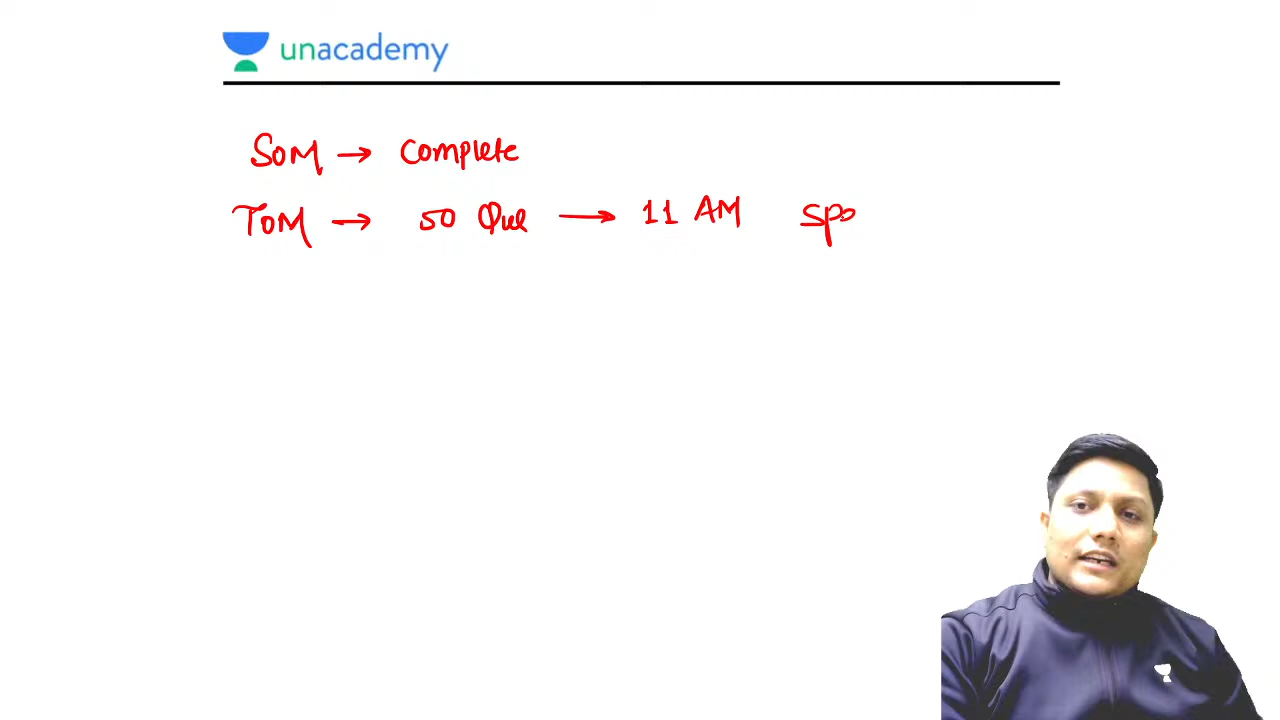 unacademy
SOM → Complete
TOM → 50 Que → 11 AM spo